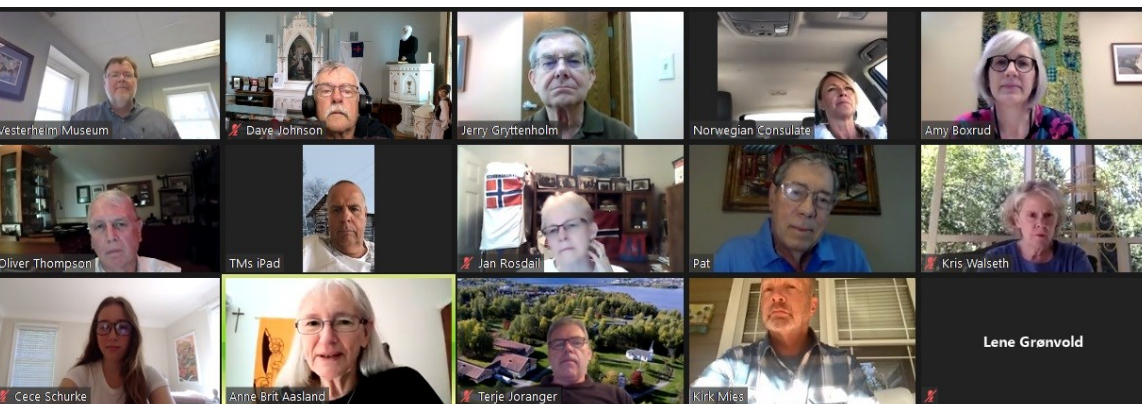 Vesterheim Museum
Dave Johnson
Jerry Gryttenholm
Norwegian Consulate
Amy Boxrud
Oliver Thompson
TMs iPad
Jan Rosdail
Pat
Kris Walseth
Cece Schurke
Anne Brit Aasland
Terje Joranger
Kirk Mies
Lene Grønvold